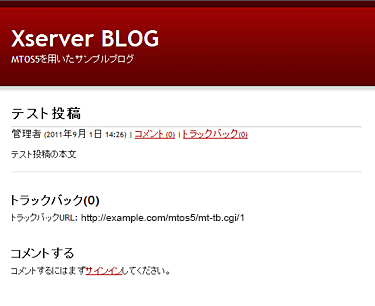 Xserver BLOG
MTOS5を用いたサンプルブログ
テスト投稿
管理者 (2011年9月 1日 14:26) | コメント(0) | トラックバック(0)
テスト投稿の本文
トラックバック(0)
トラックバックURL: http://example.com/mtos5/mt-tb.cgi/1
コメントする
コメントするにはまずサインインしてください。